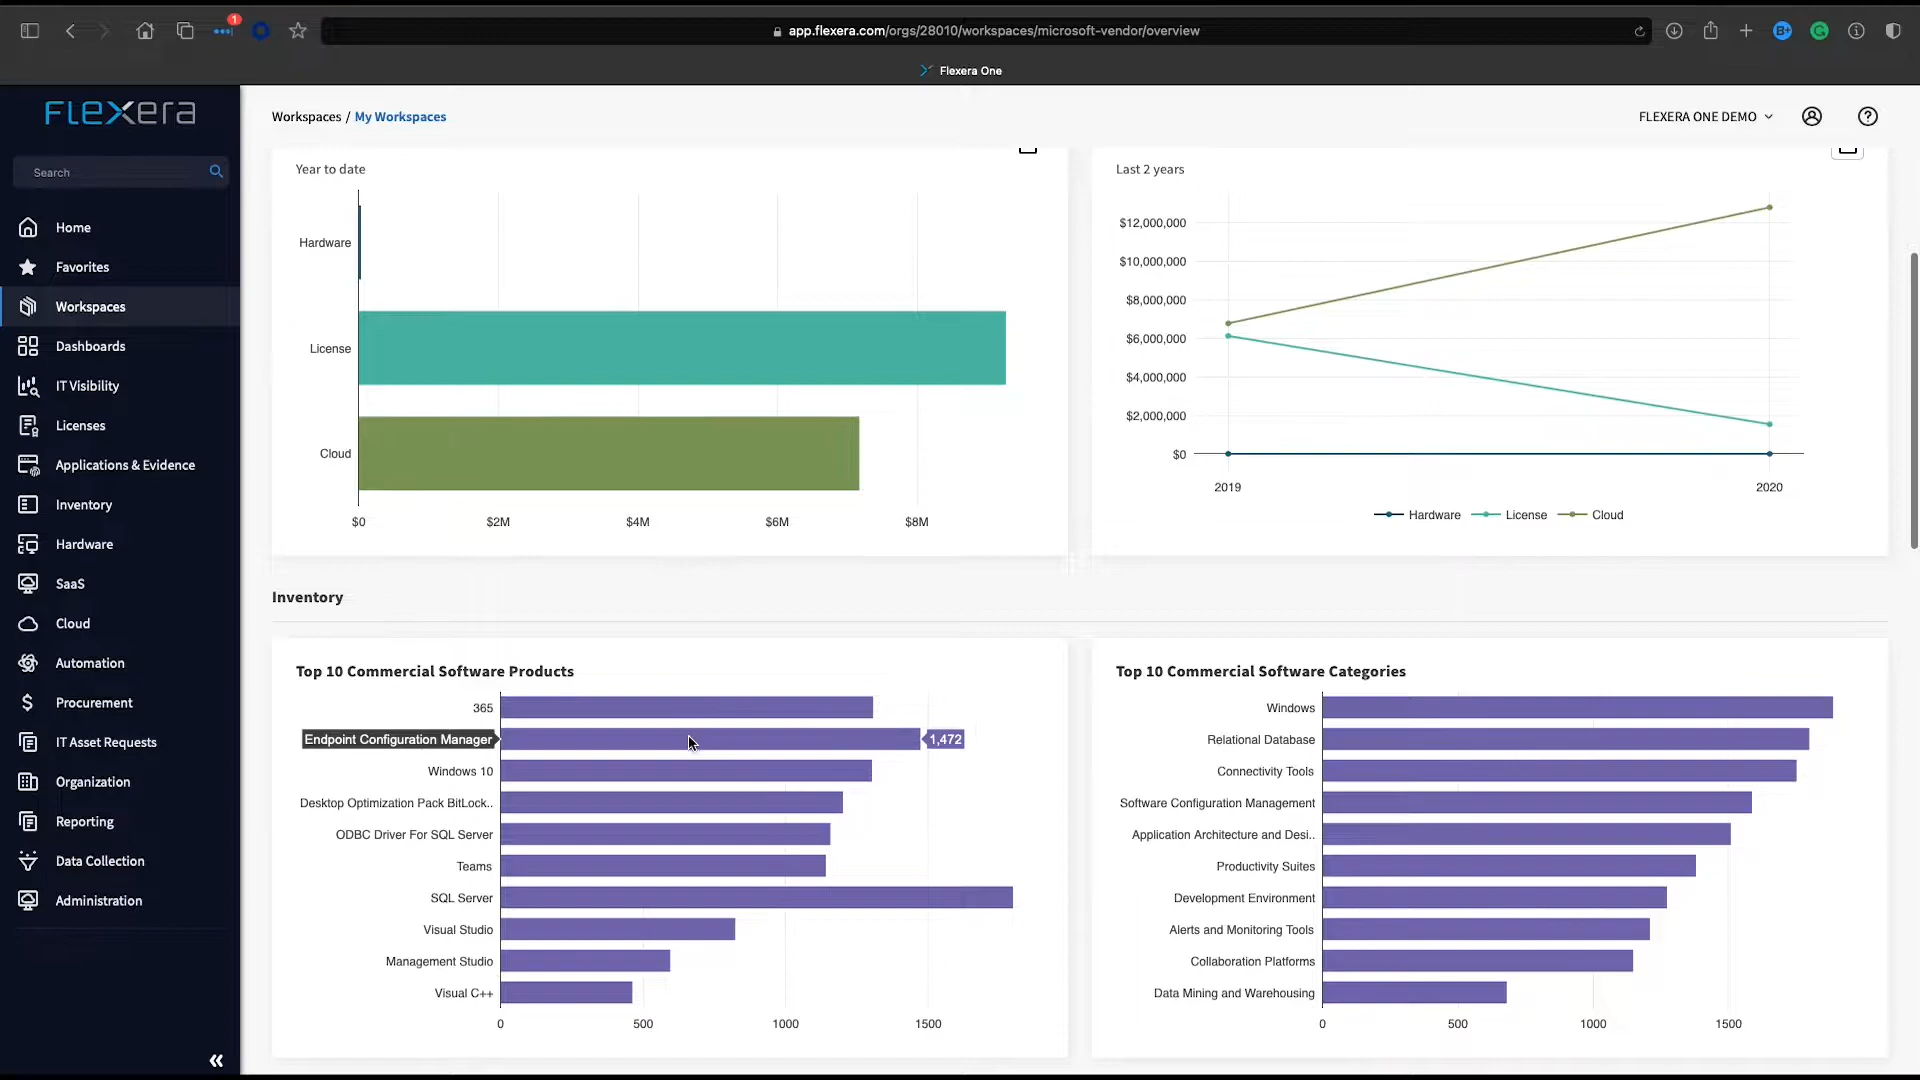 1
app.flexera.com/orgs/28010/workspaces/microsoft-vendor/overview
B+
Flexera One
FLEXERA
Workspaces / My Workspaces
FLEXERA ONE DEMO
Search
Home
Favorites
Workspaces
Dashboards
IT Visibility
Licenses
Applications & Evidence
Inventory
Hardware
SaaS
Cloud
Automation
Procurement
IT Asset Requests
Organization
Reporting
Data Collection
Administration
Year to date
Hardware
License
Cloud
$0 $2M $4M $6M $8M
Last 2 years
$12,000,000
$10,000,000
$8,000,000
$6,000,000
$4,000,000
$2,000,000
$0
2019 2020
Hardware License Cloud
Inventory
Top 10 Commercial Software Products
365
Endpoint Configuration Manager 1,472
Windows 10
Desktop Optimization Pack BitLock..
ODBC Driver For SQL Server
Teams
SQL Server
Visual Studio
Management Studio
Visual C++
0 500 1000 1500
Top 10 Commercial Software Categories
Windows
Relational Database
Connectivity Tools
Software Configuration Management
Application Architecture and Desi..
Productivity Suites
Development Environment
Alerts and Monitoring Tools
Collaboration Platforms
Data Mining and Warehousing
0 500 1000 1500